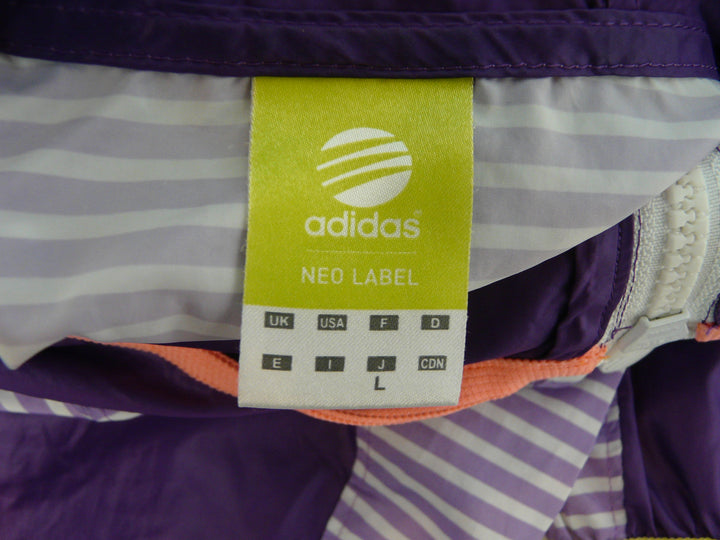 adidas
NEO LABEL
UK USA F D
E I J CDN
L